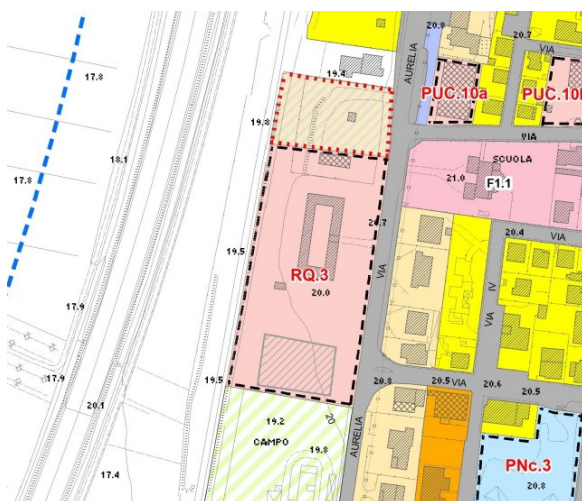 17.8
20.8
20.7
VIA
AURELIA
19.4
PUC.10a
PUC.10
19.8
VIA
18.1
SCUOLA
17.8
21.0
F1.1
20.7
20.4
VIA
19.5
VIA
RQ.3
20.0
VIA IV
17.9
17.9
19.5
20.8
20.5
VIA
20.6
20.5
20.1
19.2
20
CAMPO
19.8
AURELIA
PNc.3
17.4
20.8